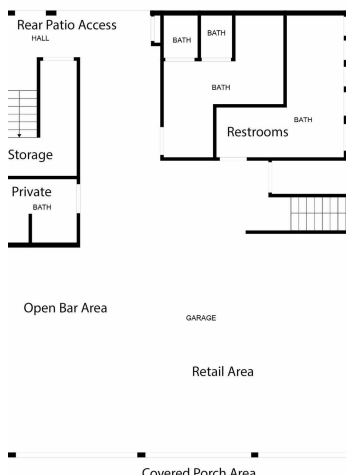 Rear Patio Access
HALL
BATH
BATH
BATH
BATH
Restrooms
Storage
Private
BATH
Open Bar Area
GARAGE
Retail Area
Covered Porch Area